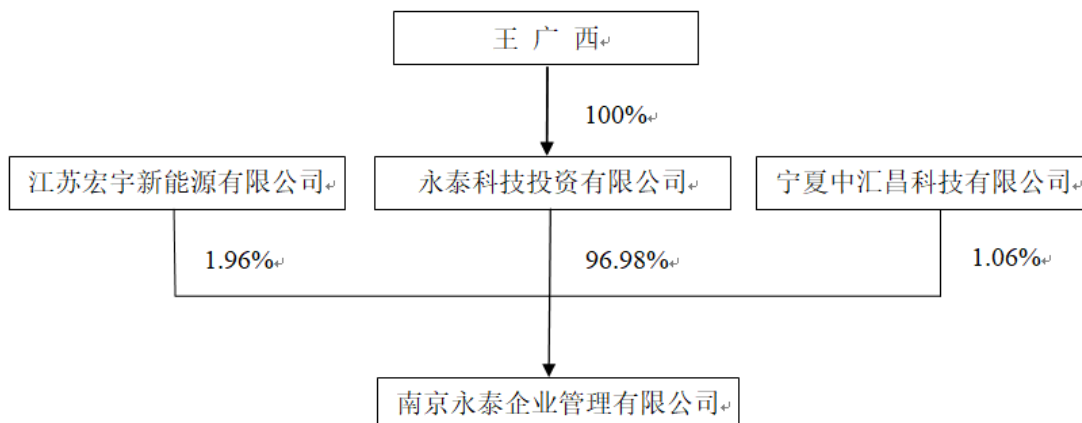 王 广 西
100%
江苏宏宇新能源有限公司
永泰科技投资有限公司
宁夏中汇昌科技有限公司
1.96%
96.98%
1.06%
南京永泰企业管理有限公司